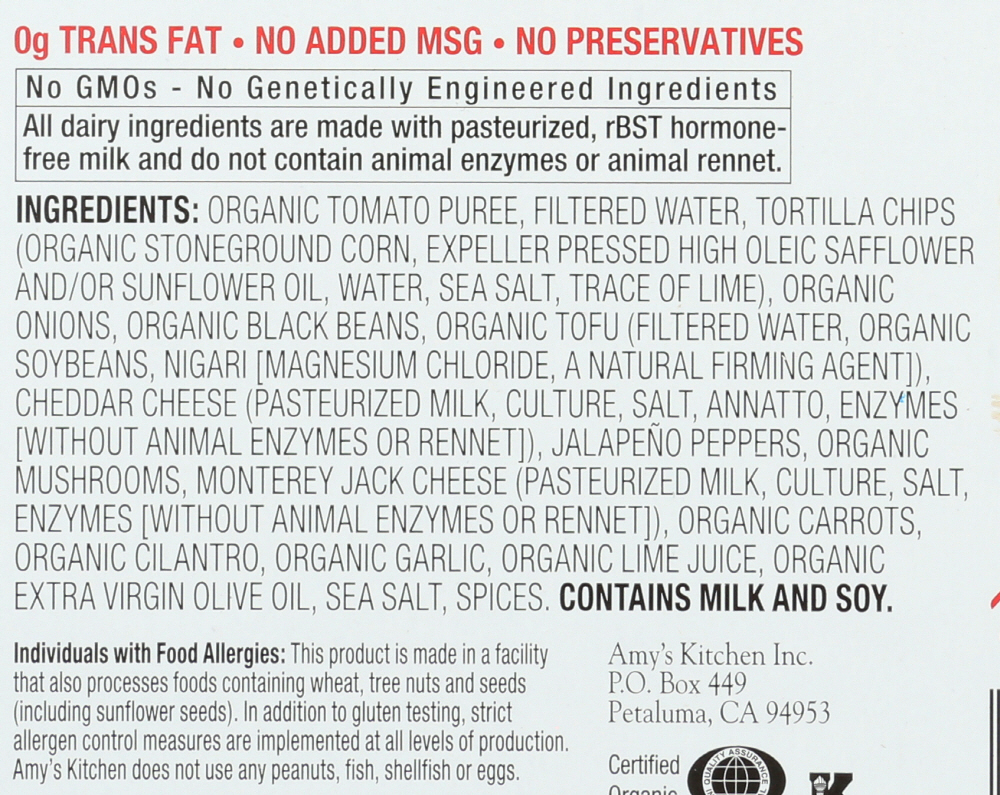 0g TRANS FAT • NO ADDED MSG • NO PRESERVATIVES
No GMOs - No Genetically Engineered Ingredients
All dairy ingredients are made with pasteurized, rBST hormone-
free milk and do not contain animal enzymes or animal rennet.
INGREDIENTS: ORGANIC TOMATO PUREE, FILTERED WATER, TORTILLA CHIPS
(ORGANIC STONEGROUND CORN, EXPELLER PRESSED HIGH OLEIC SAFFLOWER
AND/OR SUNFLOWER OIL, WATER, SEA SALT, TRACE OF LIME), ORGANIC
ONIONS, ORGANIC BLACK BEANS, ORGANIC TOFU (FILTERED WATER, ORGANIC
SOYBEANS, NIGARI [MAGNESIUM CHLORIDE, A NATURAL FIRMING AGENT]),
CHEDDAR CHEESE (PASTEURIZED MILK, CULTURE, SALT, ANNATTO, ENZYMES
[WITHOUT ANIMAL ENZYMES OR RENNET]), JALAPEÑO PEPPERS, ORGANIC
MUSHROOMS, MONTEREY JACK CHEESE (PASTEURIZED MILK, CULTURE, SALT,
ENZYMES [WITHOUT ANIMAL ENZYMES OR RENNET]), ORGANIC CARROTS,
ORGANIC CILANTRO, ORGANIC GARLIC, ORGANIC LIME JUICE, ORGANIC
EXTRA VIRGIN OLIVE OIL, SEA SALT, SPICES. CONTAINS MILK AND SOY.
Individuals with Food Allergies: This product is made in a facility
that also processes foods containing wheat, tree nuts and seeds
(including sunflower seeds). In addition to gluten testing, strict
allergen control measures are implemented at all levels of production.
Amy's Kitchen does not use any peanuts, fish, shellfish or eggs.
Amy's Kitchen Inc.
P.O. Box 449
Petaluma, CA 94953
Certified
Organic
QUALITY ASSURANCE
K